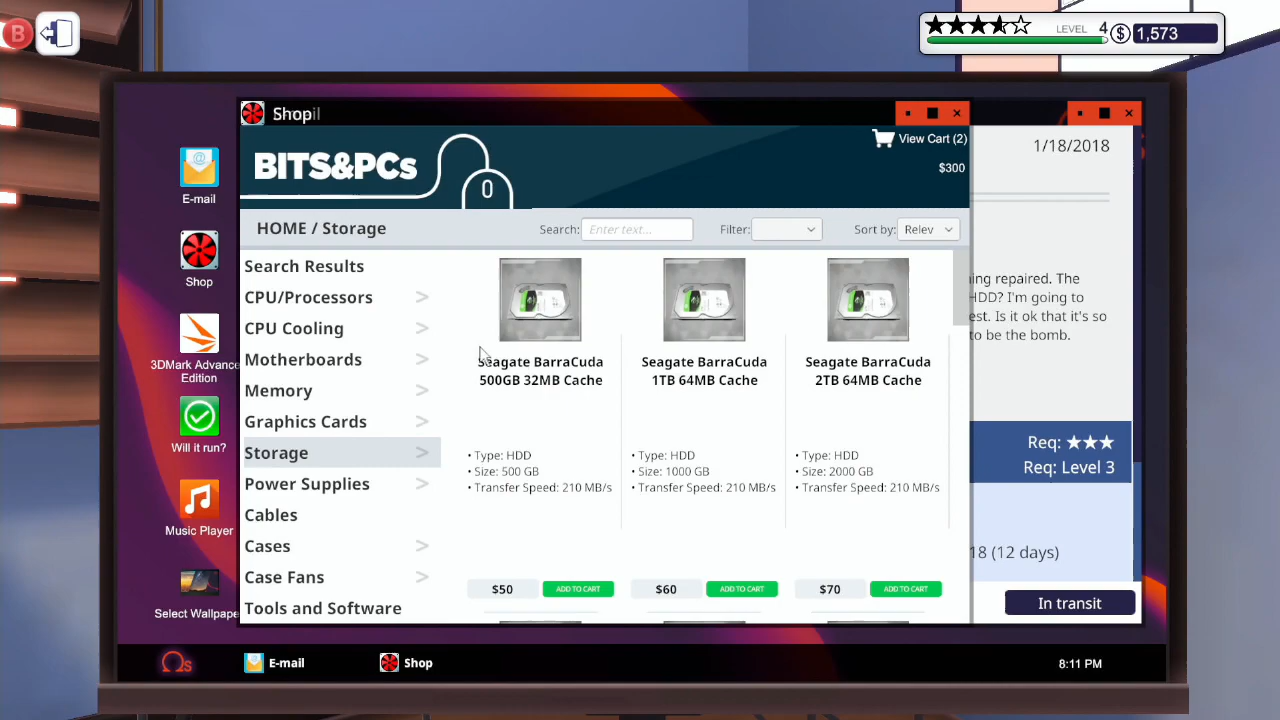 B
LEVEL 4 $ 1,573
Shop
View Cart (2)
BITS&PCs
$300
1/18/2018
HOME / Storage
Search: Enter text...
Filter:
Sort by: Relev
E-mail
Shop
3DMark Advance
Edition
Will it run?
Music Player
Select Wallpape
Search Results
CPU/Processors >
CPU Cooling >
Motherboards >
Memory >
Graphics Cards >
Storage >
Power Supplies >
Cables
Cases >
Case Fans >
Tools and Software
Seagate BarraCuda
500GB 32MB Cache
• Type: HDD
• Size: 500 GB
• Transfer Speed: 210 MB/s
$50 ADD TO CART
Seagate BarraCuda
1TB 64MB Cache
• Type: HDD
• Size: 1000 GB
• Transfer Speed: 210 MB/s
$60 ADD TO CART
Seagate BarraCuda
2TB 64MB Cache
• Type: HDD
• Size: 2000 GB
• Transfer Speed: 210 MB/s
$70 ADD TO CART
ing repaired. The
HDD? I'm going to
est. Is it ok that it's so
to be the bomb.
Req: ★★★
Req: Level 3
18 (12 days)
In transit
Ωs
E-mail
Shop
8:11 PM